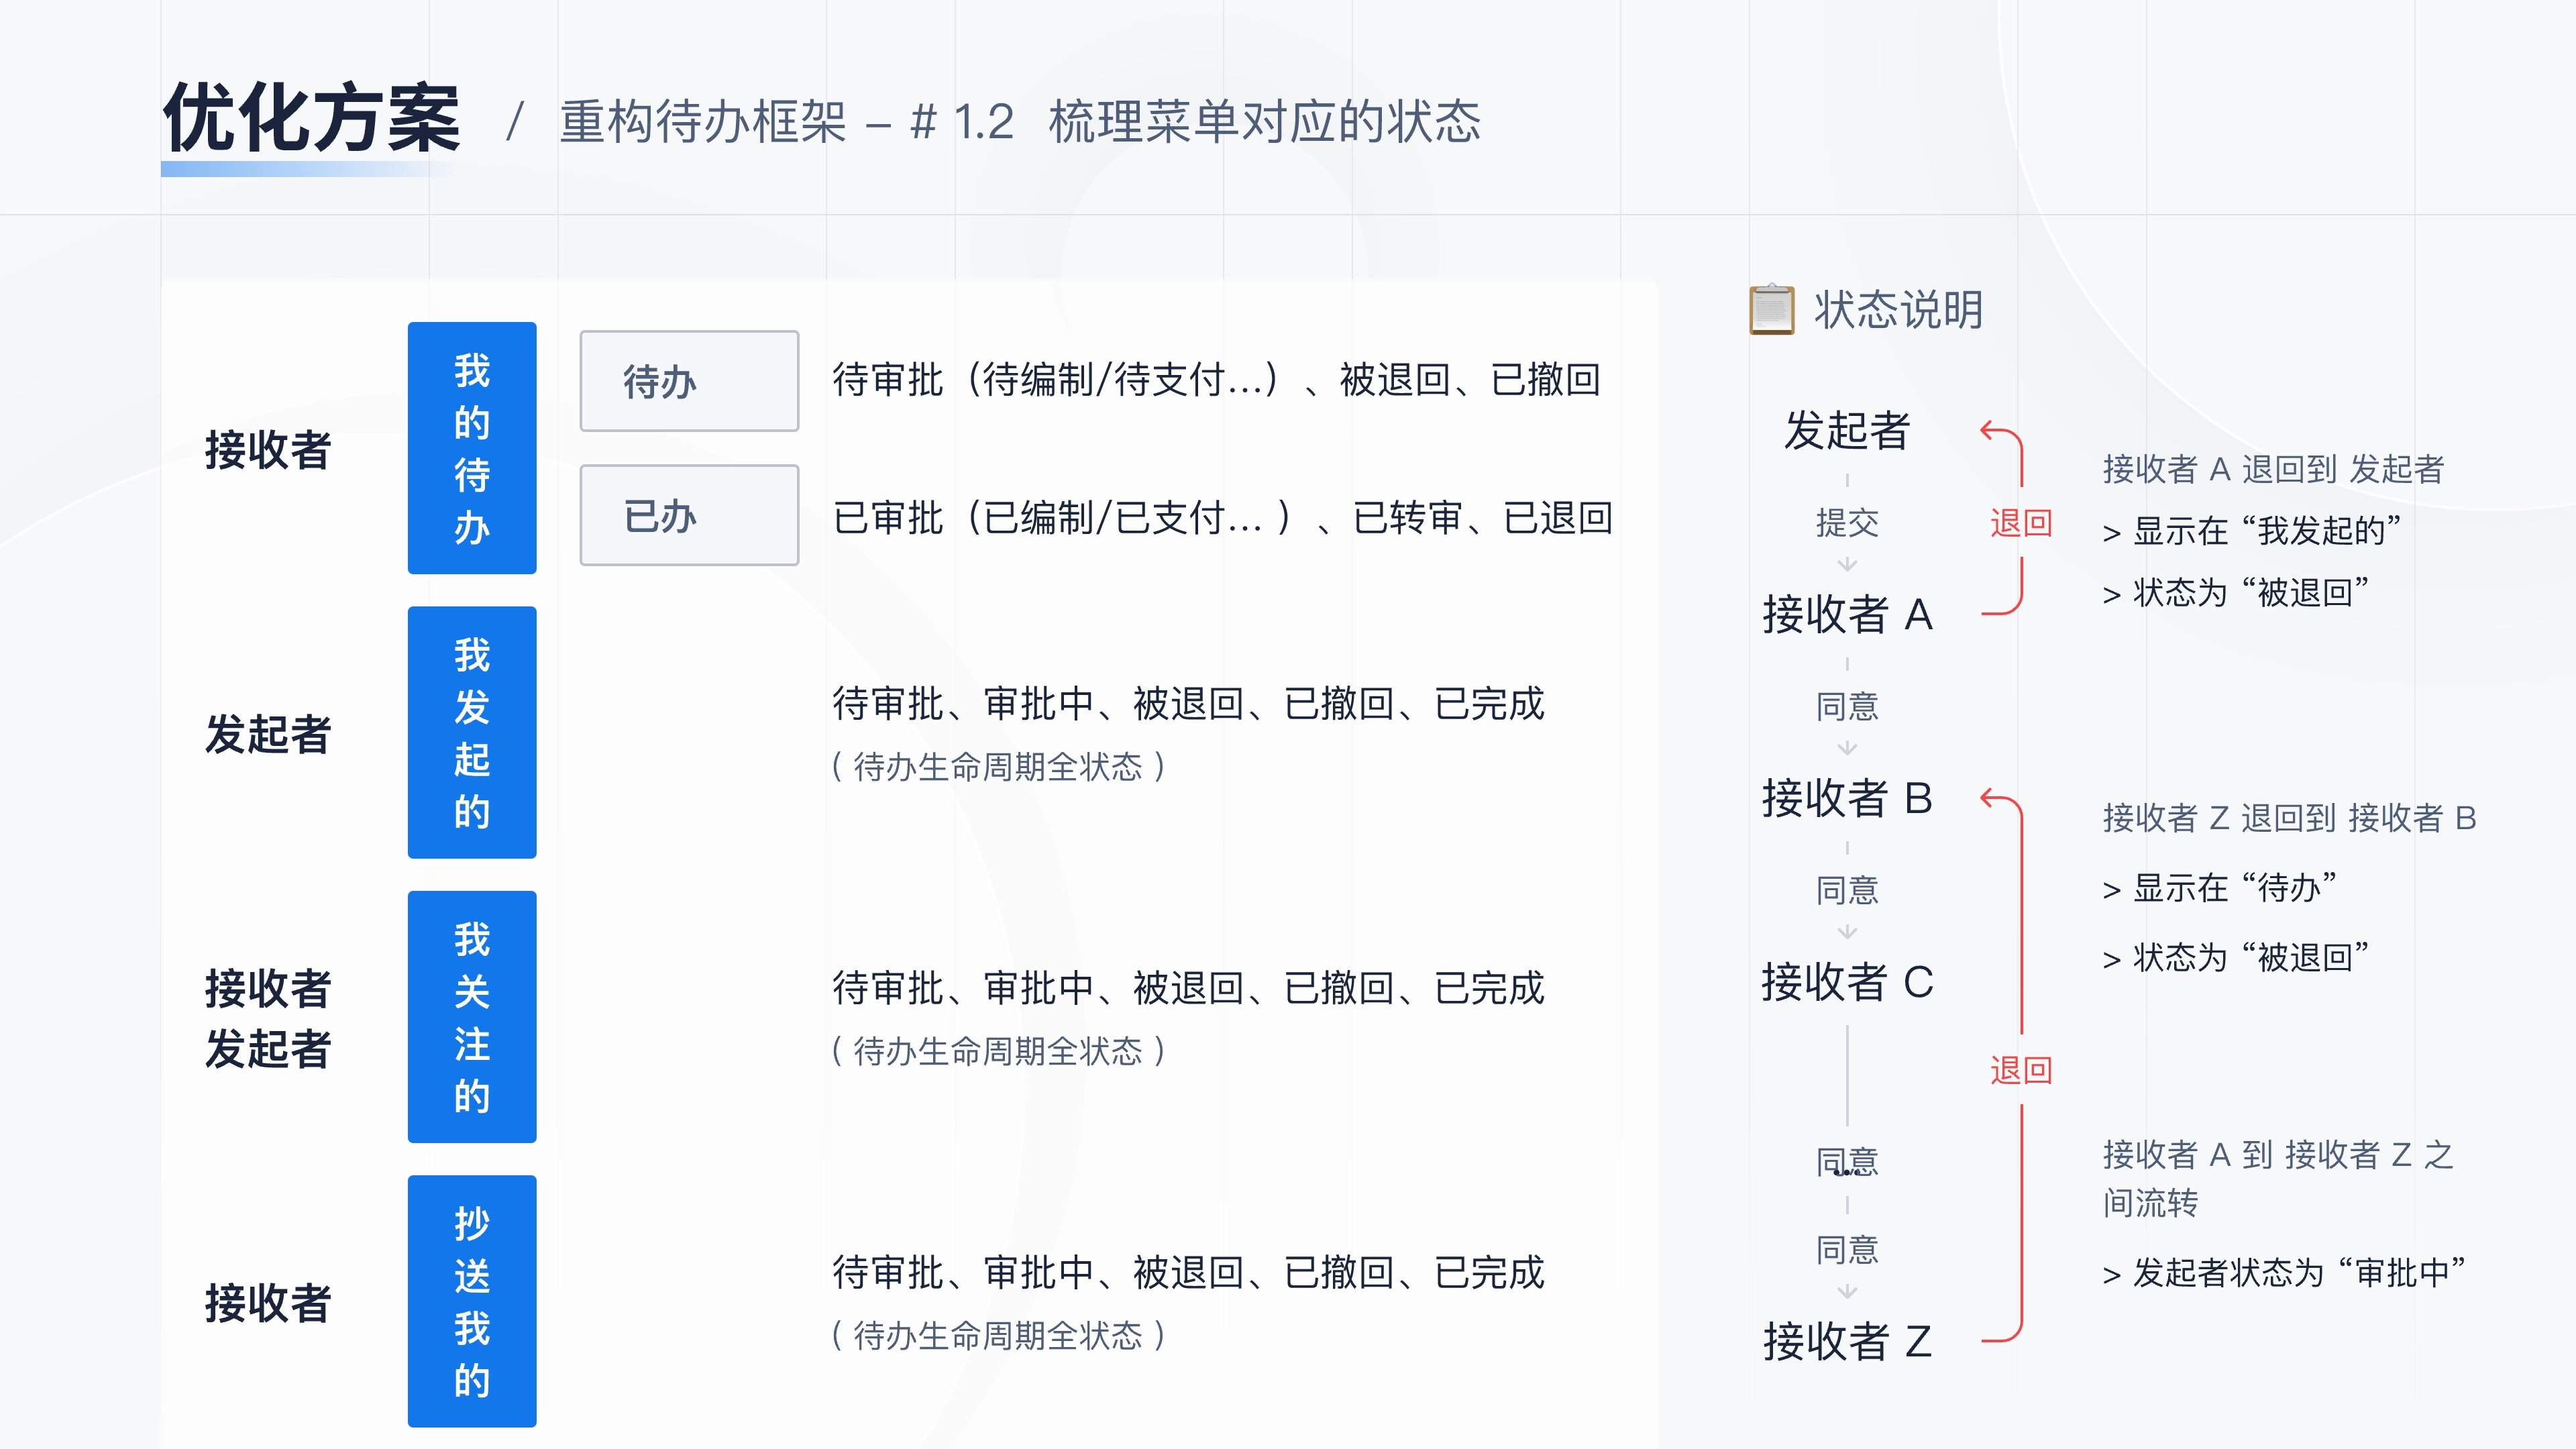 优化方案 / 重构待办框架 – # 1.2 梳理菜单对应的状态
接收者
我的待办
待办
待审批（待编制/待支付...）、被退回、已撤回
已办
已审批（已编制/已支付... ）、已转审、已退回
发起者
我发起的
待审批、审批中、被退回、已撤回、已完成
( 待办生命周期全状态 )
接收者
发起者
我关注的
待审批、审批中、被退回、已撤回、已完成
( 待办生命周期全状态 )
接收者
抄送我的
待审批、审批中、被退回、已撤回、已完成
( 待办生命周期全状态 )
状态说明
发起者
提交
接收者 A
同意
接收者 B
同意
接收者 C
同意
...
同意
接收者 Z
退回
退回
接收者 A 退回到 发起者
> 显示在 “我发起的”
> 状态为 “被退回”
接收者 Z 退回到 接收者 B
> 显示在 “待办”
> 状态为 “被退回”
接收者 A 到 接收者 Z 之
间流转
> 发起者状态为 “审批中”